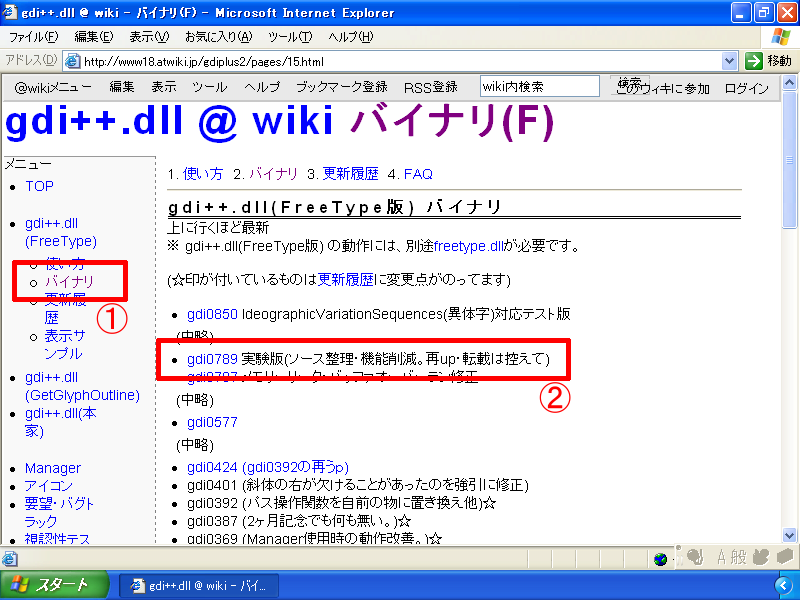 gdi++.dll @ wiki - バイナリ(F) - Microsoft Internet Explorer
ファイル(F) 編集(E) 表示(V) お気に入り(A) ツール(T) ヘルプ(H)
アドレス(D) http://www18.atwiki.jp/gdiplus2/pages/15.html 移動
@wikiメニュー 編集 表示 ツール ヘルプ ブックマーク登録 RSS登録 wiki内検索 検索 このウィキに参加 ログイン
gdi++.dll @ wiki バイナリ(F)
メニュー
TOP
gdi++.dll
(FreeType)
使い方
バイナリ
更新履
歴
表示サ
ンプル
gdi++.dll
(GetGlyphOutline)
gdi++.dll(本
家)
Manager
アイコン
要望・バグト
ラック
視認性テス
①
1. 使い方 2. バイナリ 3. 更新履歴 4. FAQ
gdi++.dll(FreeType版) バイナリ
上に行くほど最新
※ gdi++.dll(FreeType版) の動作には、別途freetype.dllが必要です。
(☆印が付いているものは更新履歴に変更点がのってます)
gdi0850 IdeographicVariationSequences(異体字)対応テスト版
(中略)
gdi0789 実験版(ソース整理・機能削減。再up・転載は控えて)
②
(中略)
gdi0577
(中略)
gdi0424 (gdi0392の再うp)
gdi0401 (斜体の右が欠けることがあったのを強引に修正)
gdi0392 (パス操作関数を自前の物に置き換え他)☆
gdi0387 (2ヶ月記念でも何も無い。)☆
gdi0369 (Manager使用時の動作改善。)☆
A 般
スタート gdi++.dll @ wiki - バイ...